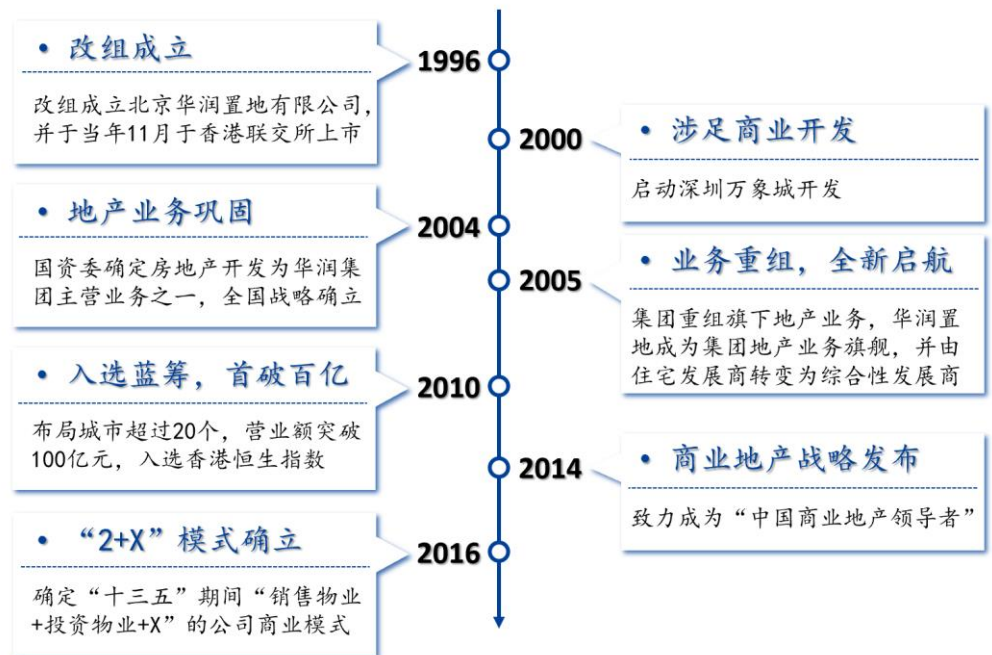 • 改组成立
改组成立北京华润置地有限公司，
并于当年11月于香港联交所上市
1996
2000
• 涉足商业开发
启动深圳万象城开发
• 地产业务巩固
国资委确定房地产开发为华润集
团主营业务之一，全国战略确立
2004
2005
• 业务重组，全新启航
集团重组旗下地产业务，华润置
地成为集团地产业务旗舰，并由
住宅发展商转变为综合性发展商
• 入选蓝筹，首破百亿
布局城市超过20个，营业额突破
100亿元，入选香港恒生指数
2010
2014
• 商业地产战略发布
致力成为“中国商业地产领导者”
• “2+X”模式确立
确定“十三五”期间“销售物业
+投资物业+X”的公司商业模式
2016